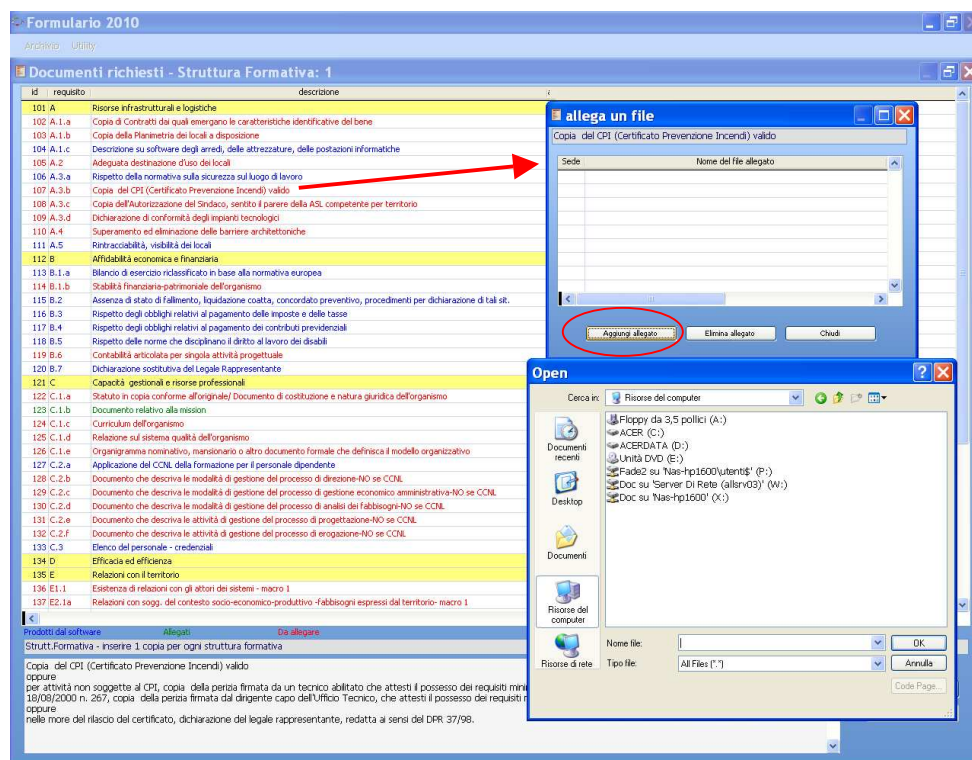 Formulario 2010
Archivio Utility
Documenti richiesti - Struttura Formativa: 1
id requisito descrizione
101 A Risorse infrastrutturali e logistiche
102 A.1.a Copia di Contratti dai quali emergano le caratteristiche identificative del bene
103 A.1.b Copia della Planimetria dei locali a disposizione
104 A.1.c Descrizione su software degli arredi, delle attrezzature, delle postazioni informatiche
105 A.2 Adeguata destinazione d'uso dei locali
106 A.3.a Rispetto della normativa sulla sicurezza sul luogo di lavoro
107 A.3.b Copia del CPI (Certificato Prevenzione Incendi) valido
108 A.3.c Copia dell'Autorizzazione del Sindaco, sentito il parere della ASL competente per territorio
109 A.3.d Dichiarazione di conformità degli impianti tecnologici
110 A.4 Superamento ed eliminazione delle barriere architettoniche
111 A.5 Rintracciabilità, visibilità dei locali
112 B Affidabilità economica e finanziaria
113 B.1.a Bilancio di esercizio riclassificato in base alla normativa europea
114 B.1.b Stabilità finanziaria-patrimoniale dell'organismo
115 B.2 Assenza di stato di fallimento, liquidazione coatta, concordato preventivo, procedimenti per dichiarazione di tali sit.
116 B.3 Rispetto degli obblighi relativi al pagamento delle imposte e delle tasse
117 B.4 Rispetto degli obblighi relativi al pagamento dei contributi previdenziali
118 B.5 Rispetto delle norme che disciplinano il diritto al lavoro dei disabili
119 B.6 Contabilità articolata per singola attività progettuale
120 B.7 Dichiarazione sostitutiva del Legale Rappresentante
121 C Capacità gestionali e risorse professionali
122 C.1.a Statuto in copia conforme all'originale/ Documento di costituzione e natura giuridica dell'organismo
123 C.1.b Documento relativo alla mission
124 C.1.c Curriculum dell'organismo
125 C.1.d Relazione sul sistema qualità dell'organismo
126 C.1.e Organigramma nominativo, mansionario o altro documento formale che definisca il modello organizzativo
127 C.2.a Applicazione del CCNL della formazione per il personale dipendente
128 C.2.b Documento che descriva le modalità di gestione del processo di direzione-NO se CCNL
129 C.2.c Documento che descriva le modalità di gestione del processo di gestione economico amministrativa-NO se CCNL
130 C.2.d Documento che descriva le modalità di gestione del processo di analisi dei fabbisogni-NO se CCNL
131 C.2.e Documento che descriva le attività di gestione del processo di progettazione-NO se CCNL
132 C.2.f Documento che descriva le attività di gestione del processo di erogazione-NO se CCNL
133 C.3 Elenco del personale - credenziali
134 D Efficacia ed efficienza
135 E Relazioni con il territorio
136 E1.1 Esistenza di relazioni con gli attori dei sistemi - macro 1
137 E2.1a Relazioni con sogg. del contesto socio-economico-produttivo -fabbisogni espressi dal territorio- macro 1
Prodotti dal software Allegati Da allegare
Strutt.Formativa - inserire 1 copia per ogni struttura formativa
Copia del CPI (Certificato Prevenzione Incendi) valido
oppure
per attività non soggette al CPI, copia della perizia firmata da un tecnico abilitato che attesti il possesso dei requisiti mini
18/08/2000 n. 267, copia della perizia firmata dal dirigente capo dell'Ufficio Tecnico, che attesti il possesso dei requisiti
oppure
nelle more del rilascio del certificato, dichiarazione del legale rappresentante, redatta ai sensi del DPR 37/98.
allega un file
Copia del CPI (Certificato Prevenzione Incendi) valido
Sede Nome del file allegato
Aggiungi allegato Elimina allegato Chiudi
Open
Cerca in: Risorse del computer
Documenti recenti
Desktop
Documenti
Risorse del computer
Risorse di rete
Floppy da 3,5 pollici (A:)
ACER (C:)
ACERDATA (D:)
Unità DVD (E:)
Fade2 su 'Nas-hp1600\utenti$' (P:)
Doc su 'Server Di Rete (allsrv03)' (W:)
Doc su 'Nas-hp1600' (X:)
Nome file: OK
Tipo file: All Files (*.*) Annulla
Code Page...